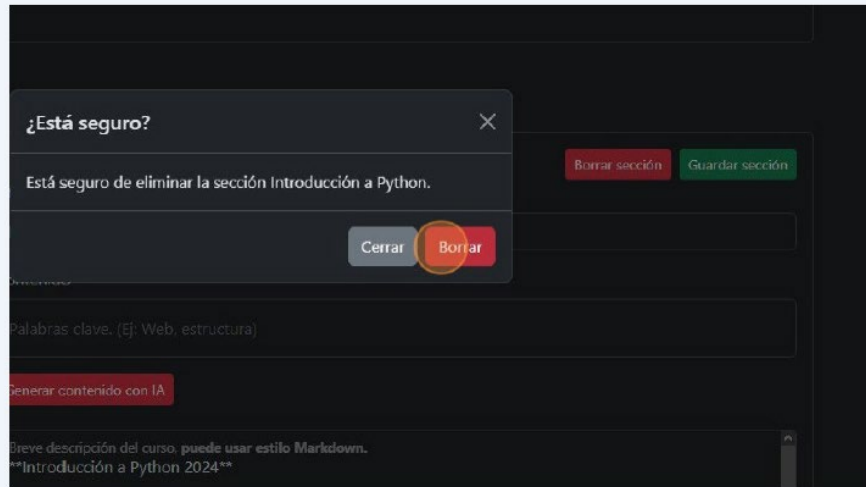 ¿Está seguro?
Está seguro de eliminar la sección Introducción a Python.
Cerrar Borrar
Borrar sección Guardar sección
Palabras clave. (Ej: Web, estructura)
Generar contenido con IA
Breve descripción del curso, puede usar estilo Markdown.
**Introducción a Python 2024**